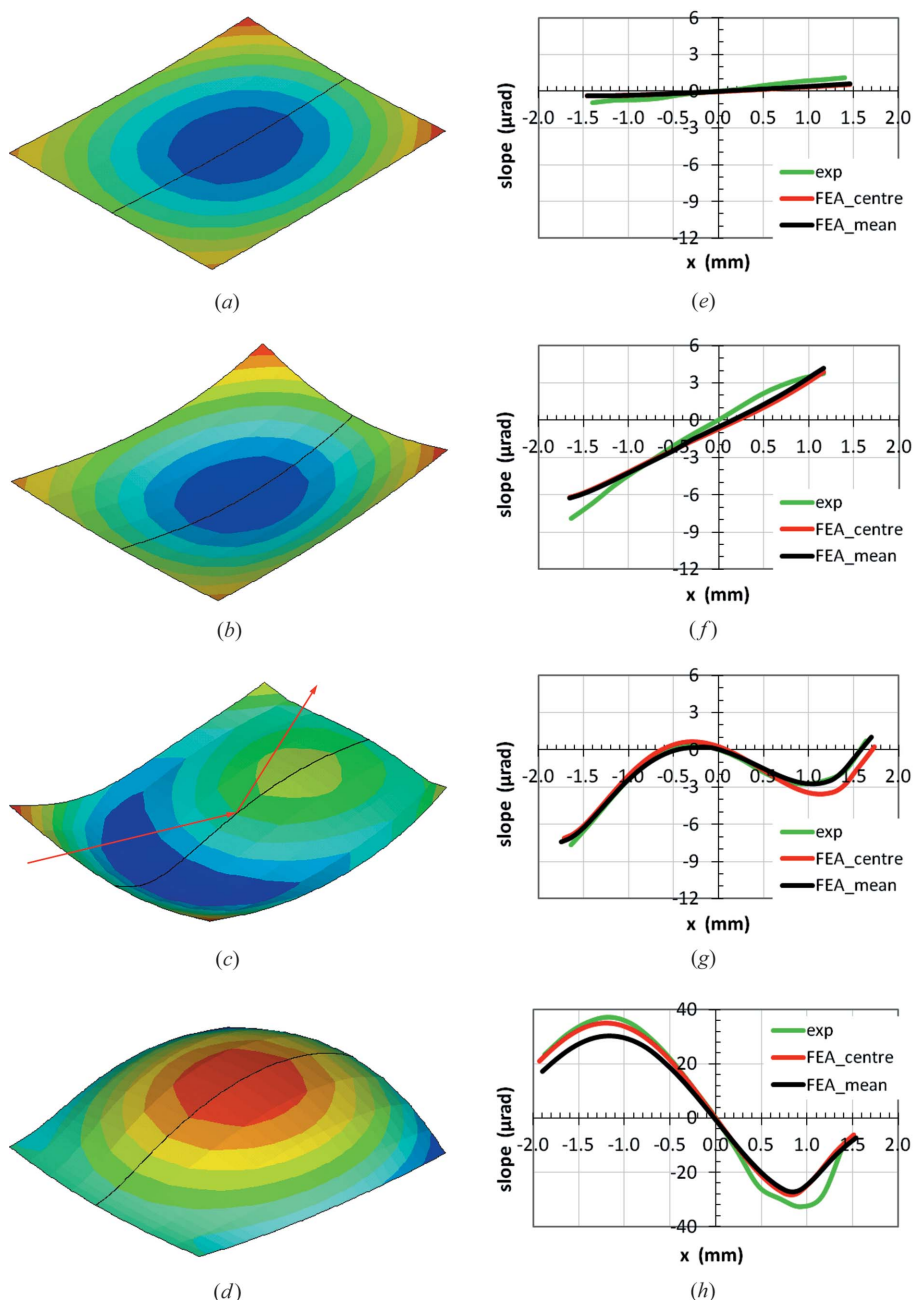 6
3
0
-3
-6
-9
-12
-2.0 -1.5 -1.0 -0.5 0.0 0.5 1.0 1.5 2.0
slope (µrad)
exp
FEA_centre
FEA_mean
x (mm)
(a)
(e)
6
3
0
-3
-6
-9
-12
-2.0 -1.5 -1.0 -0.5 0.0 0.5 1.0 1.5 2.0
slope (µrad)
exp
FEA_centre
FEA_mean
x (mm)
(b)
(f)
6
3
0
-3
-6
-9
-12
-2.0 -1.5 -1.0 -0.5 0.0 0.5 1.0 1.5 2.0
slope (µrad)
exp
FEA_centre
FEA_mean
x (mm)
(c)
(g)
40
20
0
-20
-40
-2.0 -1.5 -1.0 -0.5 0.0 0.5 1.0 1.5 2.0
slope (µrad)
exp
FEA_centre
FEA_mean
x (mm)
(d)
(h)